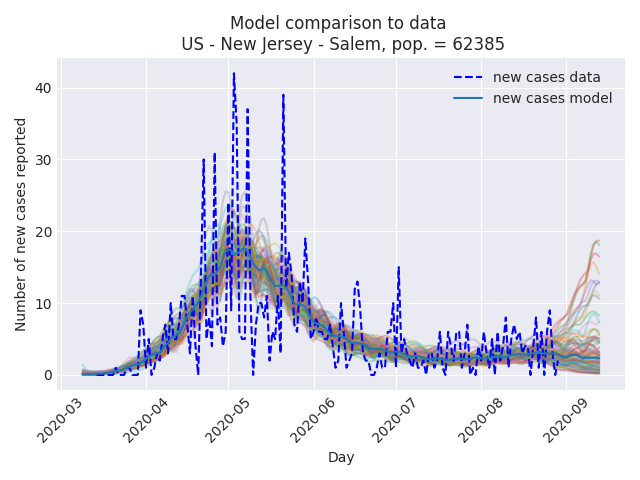 Model comparison to data
US - New Jersey - Salem, pop. = 62385
new cases data
new cases model
Number of new cases reported
40
30
20
10
0
2020-03
2020-04
2020-05
2020-06
2020-07
2020-08
2020-09
Day